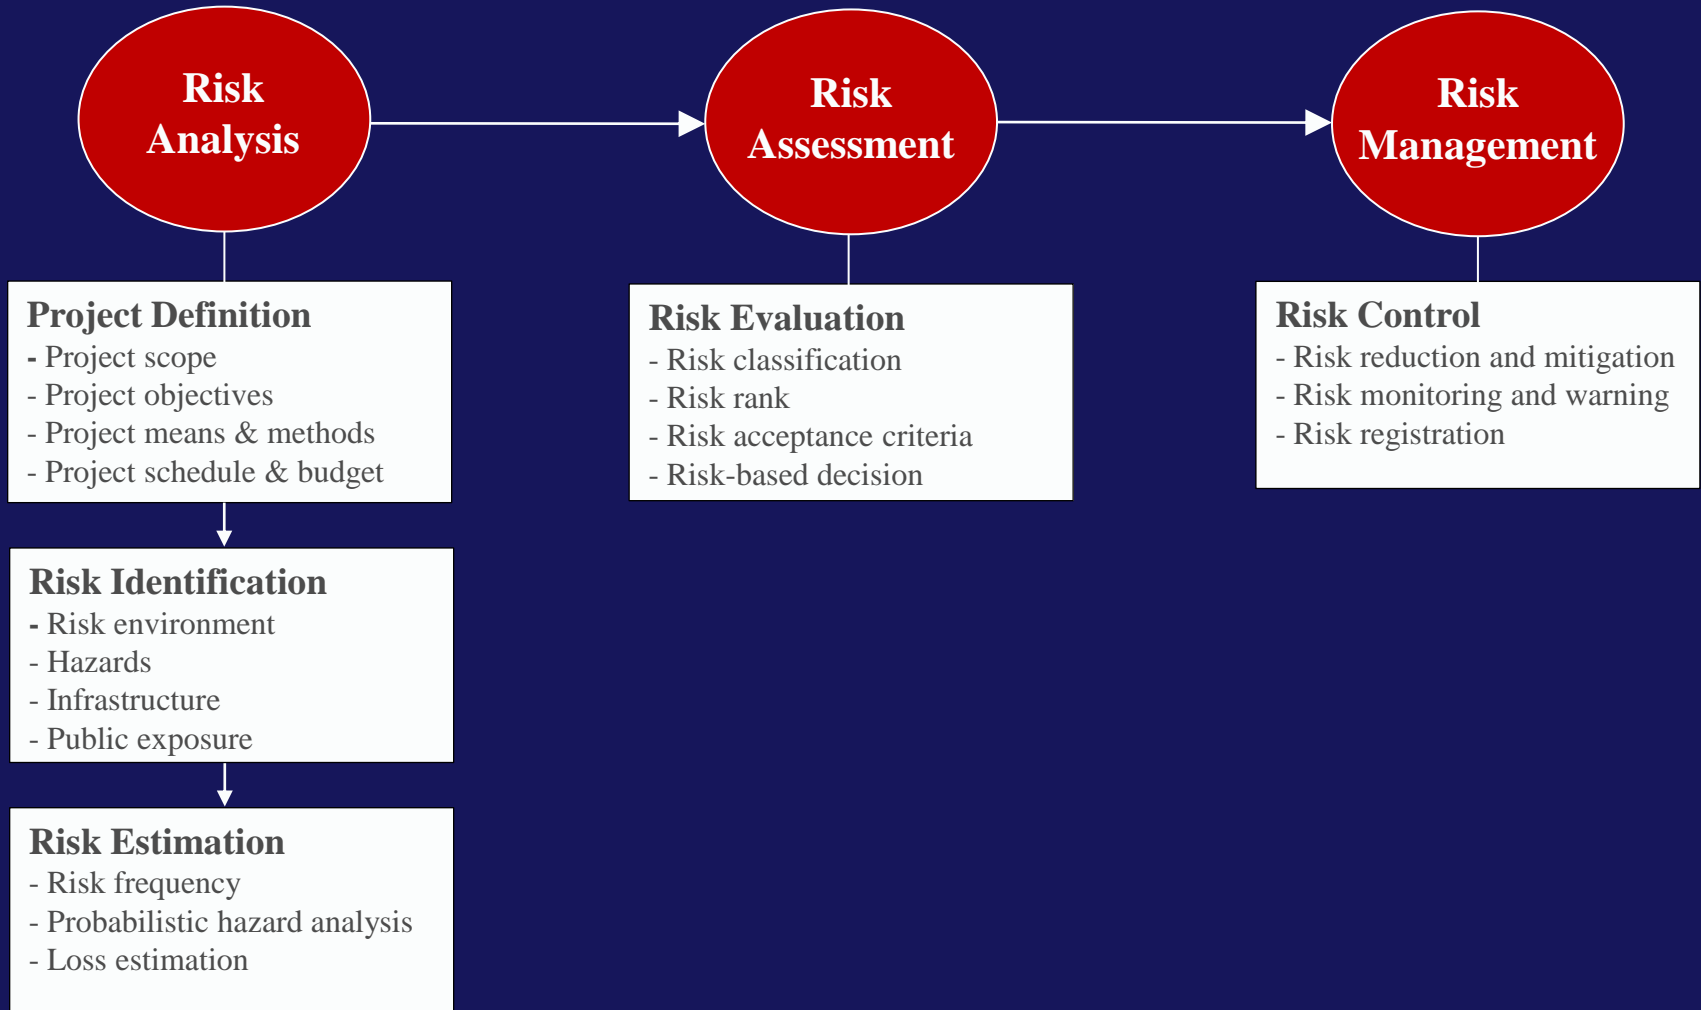 Risk
Analysis
Risk
Assessment
Risk
Management
Project Definition
- Project scope
- Project objectives
- Project means & methods
- Project schedule & budget
Risk Identification
- Risk environment
- Hazards
- Infrastructure
- Public exposure
Risk Estimation
- Risk frequency
- Probabilistic hazard analysis
- Loss estimation
Risk Evaluation
- Risk classification
- Risk rank
- Risk acceptance criteria
- Risk-based decision
Risk Control
- Risk reduction and mitigation
- Risk monitoring and warning
- Risk registration